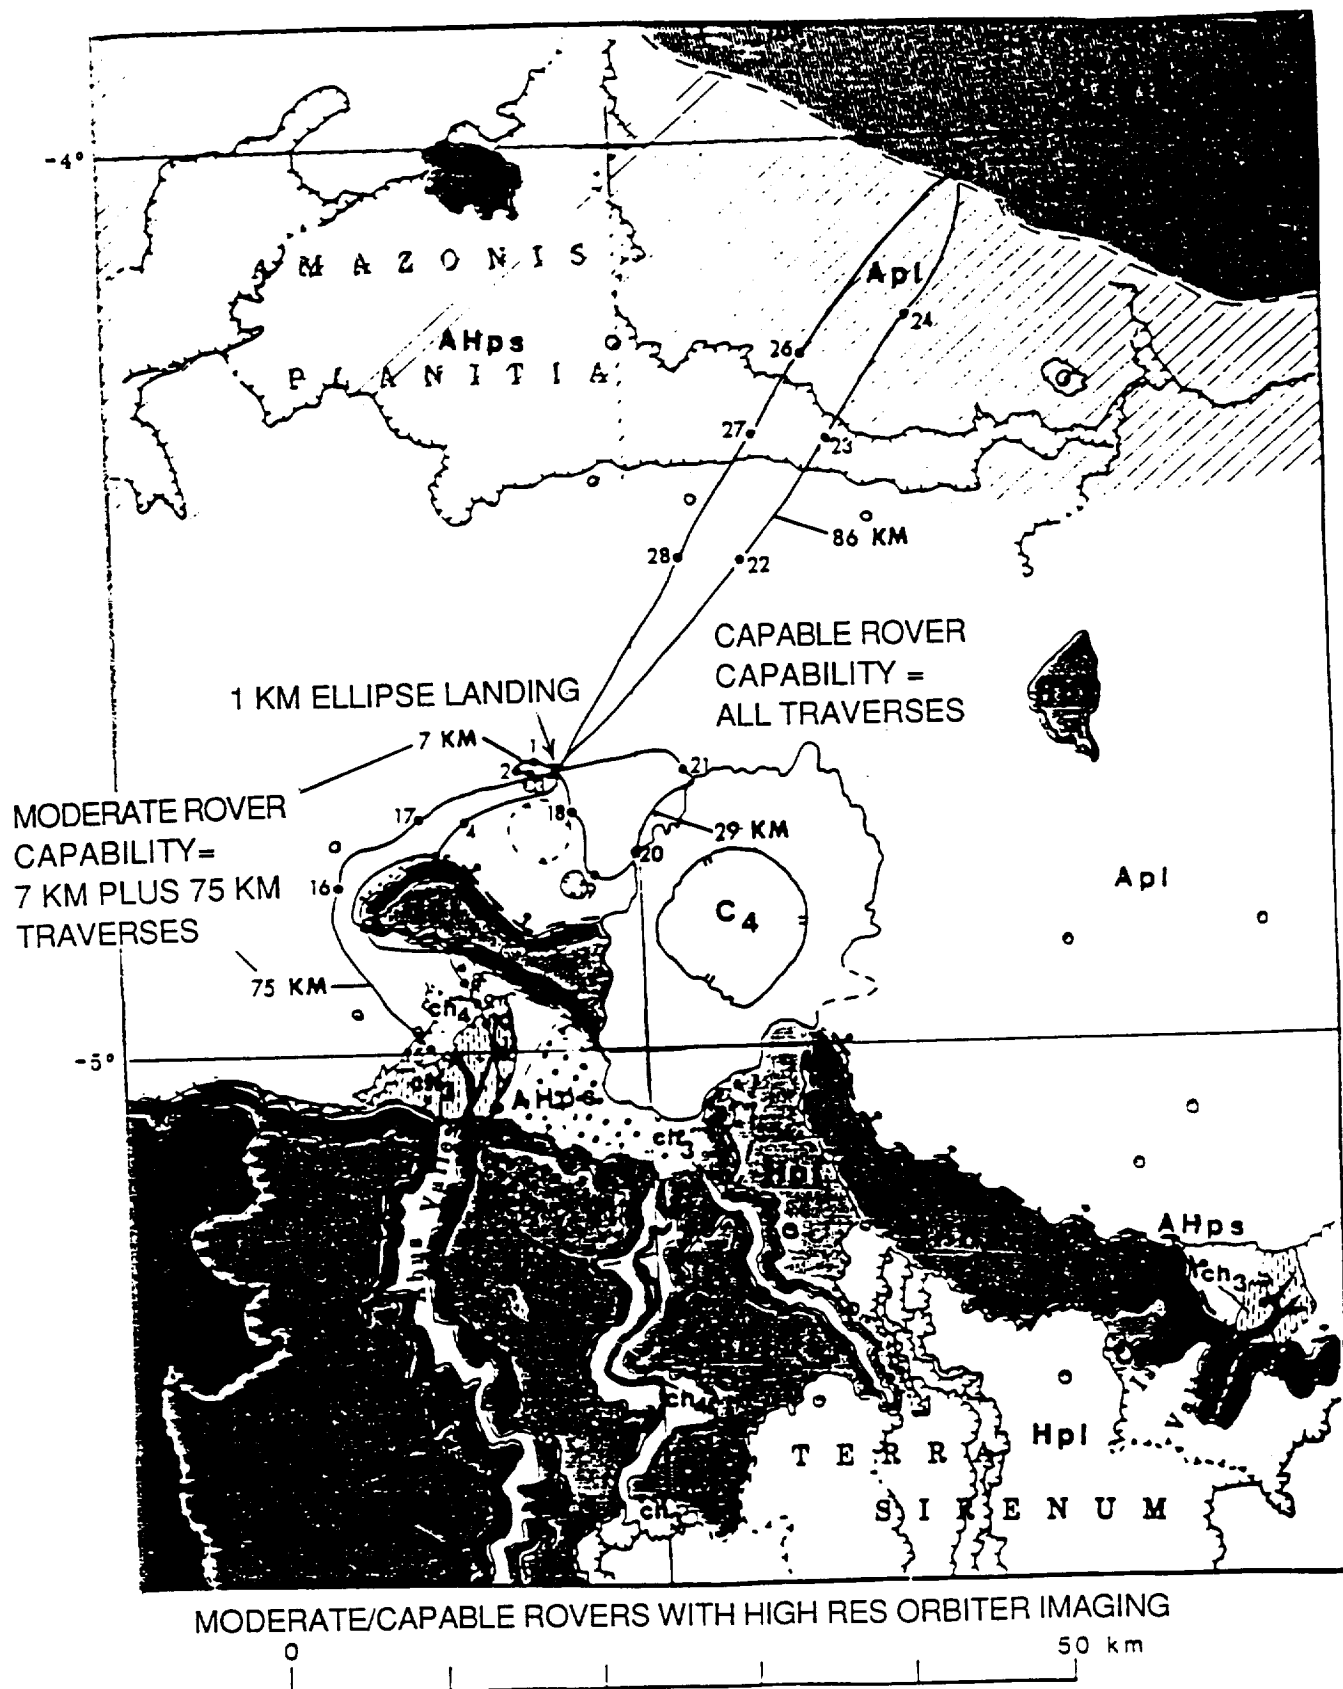 -4°
A M A Z O N I S
Apl
24
AHps
26
P L A N I T I A
27
23
86 KM
28
22
CAPABLE ROVER
CAPABILITY =
ALL TRAVERSES
1 KM ELLIPSE LANDING
7 KM
1
2
21
MODERATE ROVER
CAPABILITY=
7 KM PLUS 75 KM
TRAVERSES
17
4
18
29 KM
20
16
Apl
C4
75 KM
ch4
-5°
AHps
ch3
Hpl
AHps
ch3
ch4
Hpl
T E R R A
S I R E N U M
MODERATE/CAPABLE ROVERS WITH HIGH RES ORBITER IMAGING
0
50 km